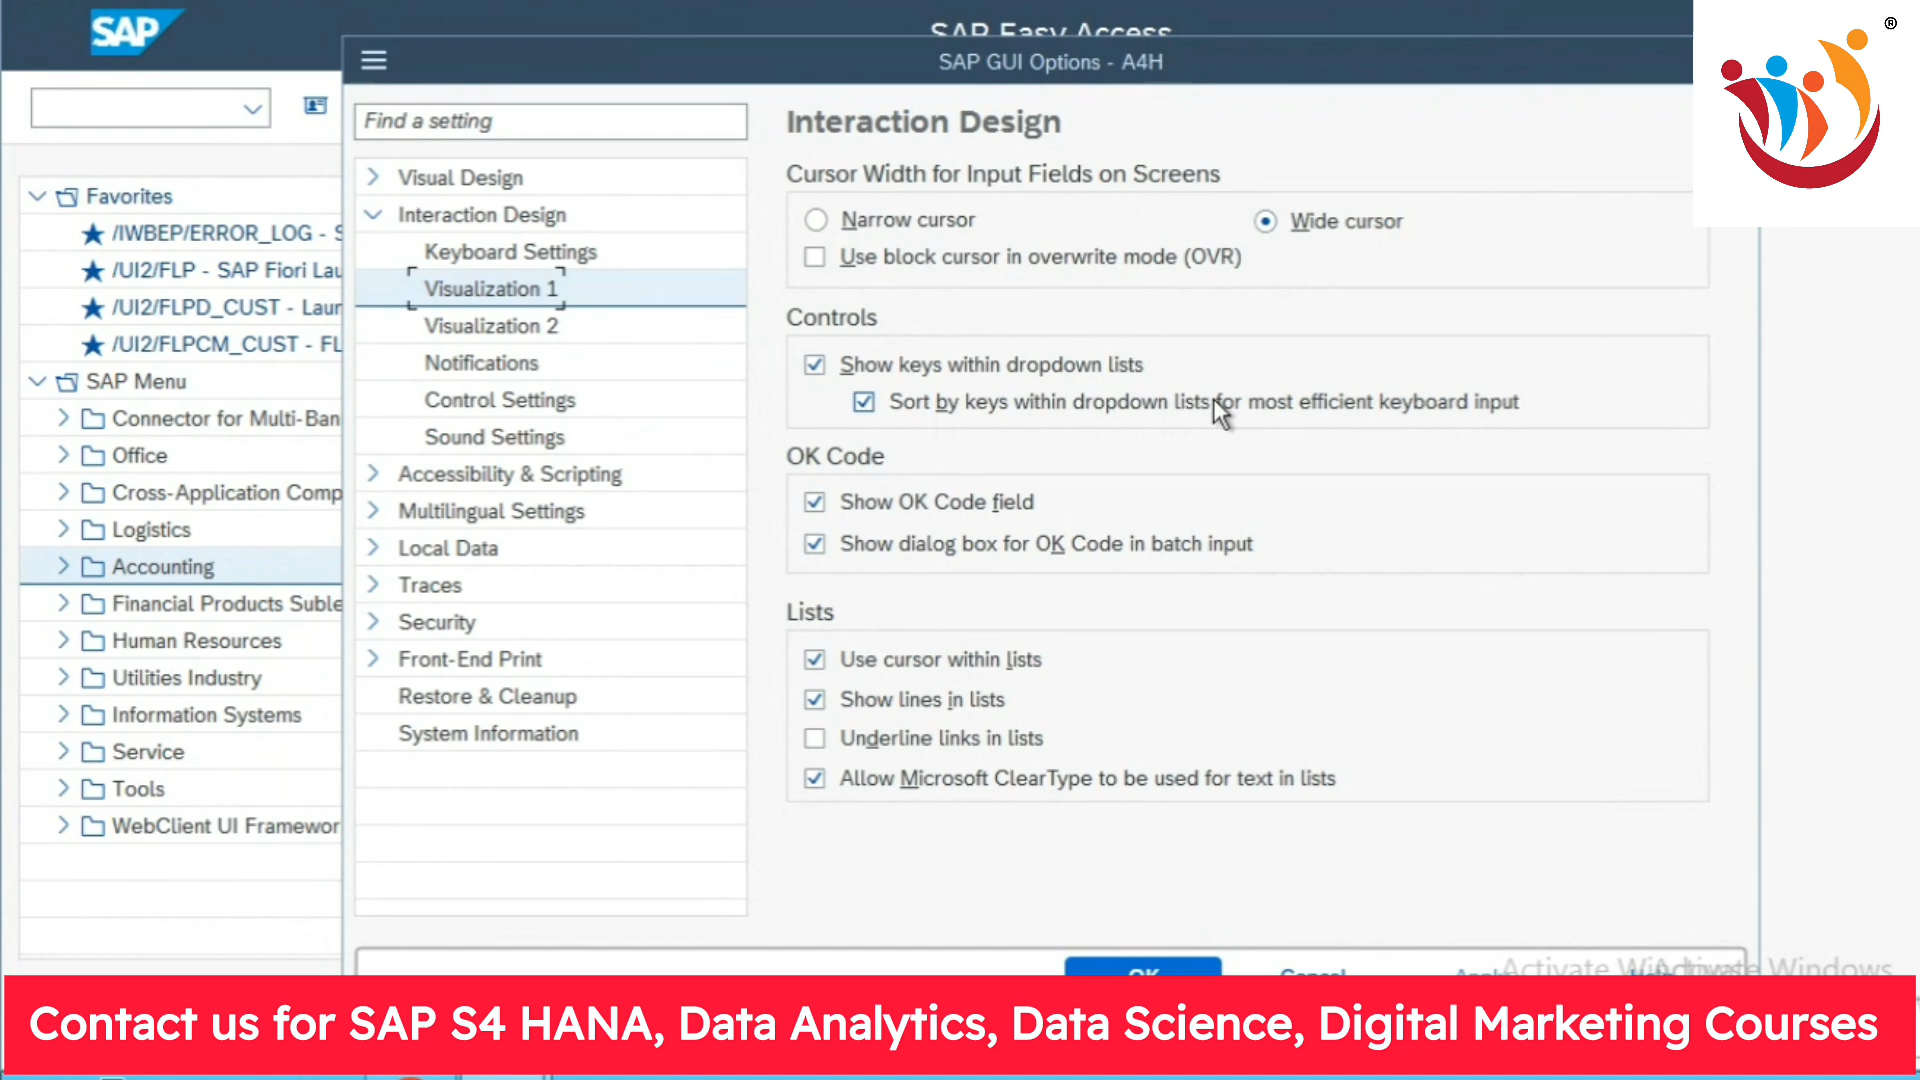 SAP
SAP Easy Access
SAP GUI Options - A4H
®
Find a setting
Interaction Design
Visual Design
Interaction Design
Keyboard Settings
Visualization 1
Visualization 2
Notifications
Control Settings
Sound Settings
Accessibility & Scripting
Multilingual Settings
Local Data
Traces
Security
Front-End Print
Restore & Cleanup
System Information
Favorites
/IWBEP/ERROR_LOG - S
/UI2/FLP - SAP Fiori Lau
/UI2/FLPD_CUST - Laun
/UI2/FLPCM_CUST - FL
SAP Menu
Connector for Multi-Ban
Office
Cross-Application Comp
Logistics
Accounting
Financial Products Suble
Human Resources
Utilities Industry
Information Systems
Service
Tools
WebClient UI Framewor
Cursor Width for Input Fields on Screens
Narrow cursor
Wide cursor
Use block cursor in overwrite mode (OVR)
Controls
Show keys within dropdown lists
Sort by keys within dropdown lists for most efficient keyboard input
OK Code
Show OK Code field
Show dialog box for OK Code in batch input
Lists
Use cursor within lists
Show lines in lists
Underline links in lists
Allow Microsoft ClearType to be used for text in lists
OK
Cancel
Activate Windows
Contact us for SAP S4 HANA, Data Analytics, Data Science, Digital Marketing Courses